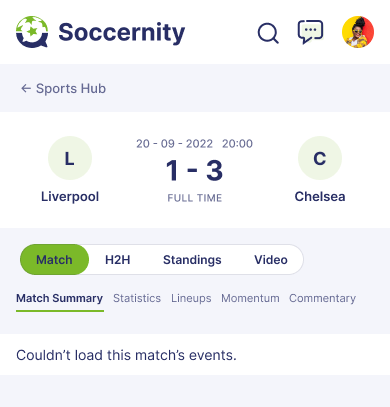 Soccernity
← Sports Hub
20 - 09 - 2022 20:00
L 1 - 3 C
Liverpool FULL TIME Chelsea
Match H2H Standings Video
Match Summary Statistics Lineups Momentum Commentary
Couldn’t load this match’s events.